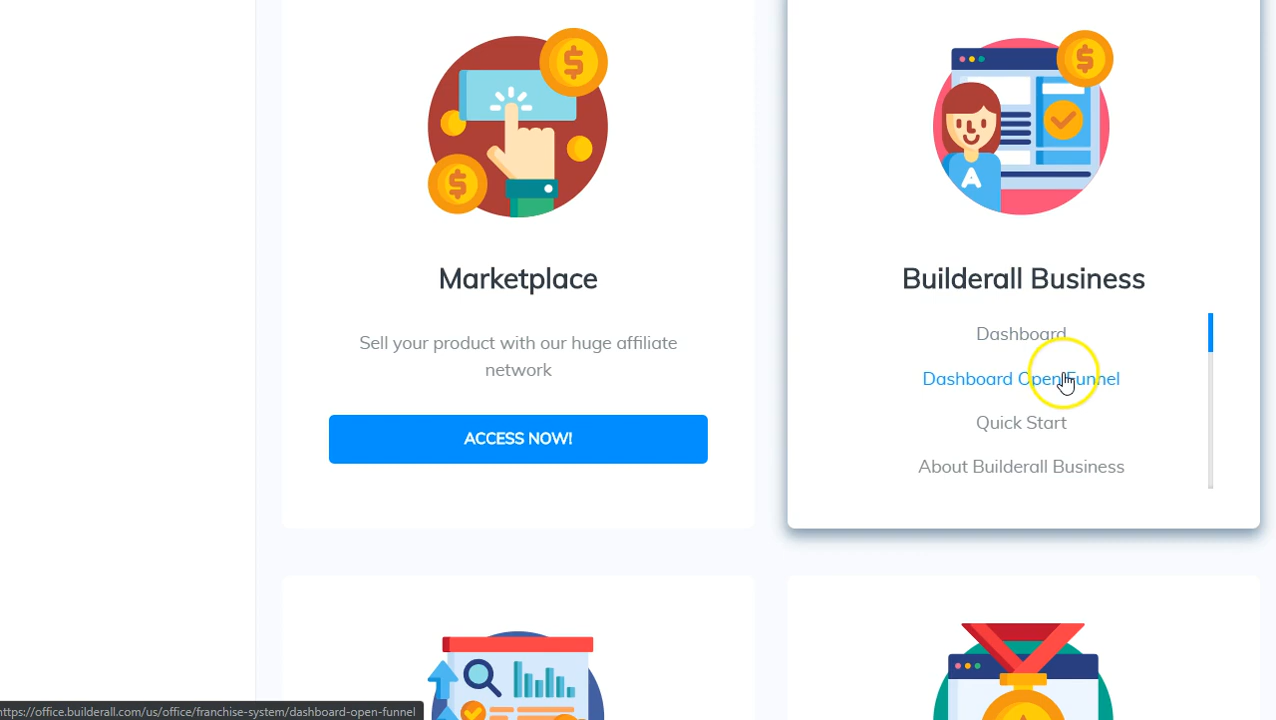 Marketplace
Sell your product with our huge affiliate
network
ACCESS NOW!
Builderall Business
Dashboard
Dashboard Open Funnel
Quick Start
About Builderall Business
A
https://office.builderall.com/us/office/franchise-system/dashboard-open-funnel